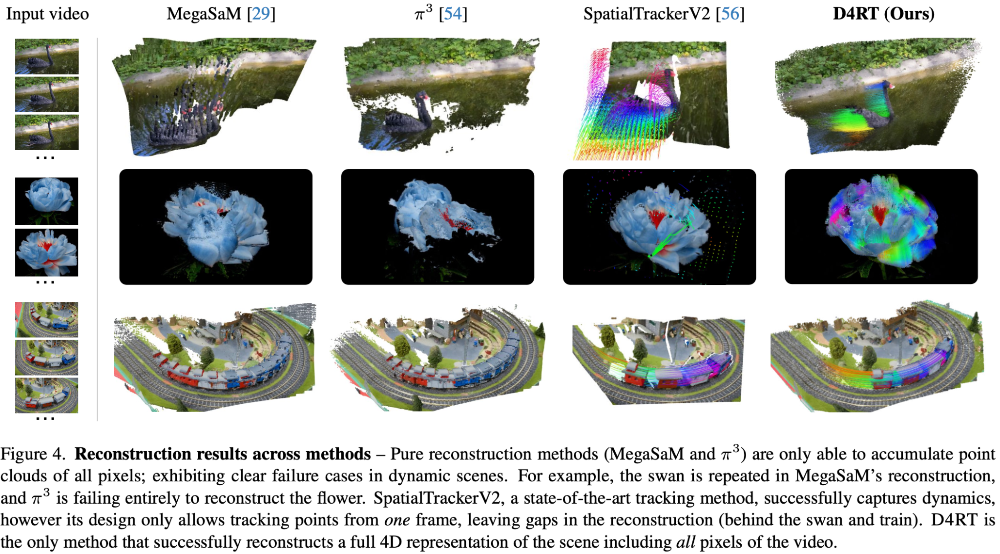 Input video MegaSaM [29] π³ [54] SpatialTrackerV2 [56] D4RT (Ours)
...
...
...
Figure 4. Reconstruction results across methods – Pure reconstruction methods (MegaSaM and π³) are only able to accumulate point
clouds of all pixels; exhibiting clear failure cases in dynamic scenes. For example, the swan is repeated in MegaSaM's reconstruction,
and π³ is failing entirely to reconstruct the flower. SpatialTrackerV2, a state-of-the-art tracking method, successfully captures dynamics,
however its design only allows tracking points from one frame, leaving gaps in the reconstruction (behind the swan and train). D4RT is
the only method that successfully reconstructs a full 4D representation of the scene including all pixels of the video.